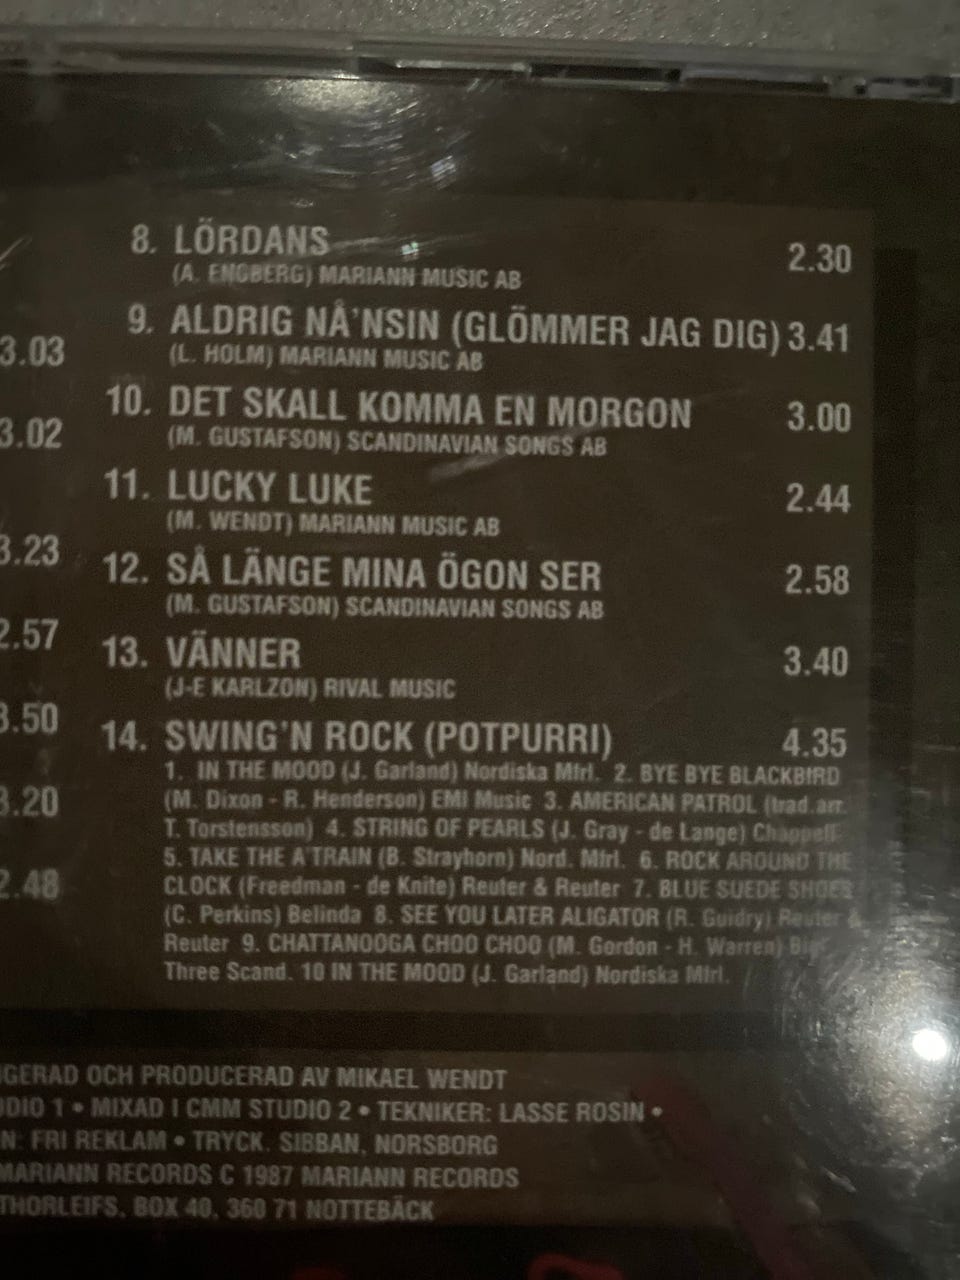 3.03
3.02
3.23
2.57
3.50
3.20
2.48
8. LÖRDANS 2.30
(A. ENGBERG) MARIANN MUSIC AB
9. ALDRIG NÅ'NSIN (GLÖMMER JAG DIG) 3.41
(L. HOLM) MARIANN MUSIC AB
10. DET SKALL KOMMA EN MORGON 3.00
(M. GUSTAFSON) SCANDINAVIAN SONGS AB
11. LUCKY LUKE 2.44
(M. WENDT) MARIANN MUSIC AB
12. SÅ LÄNGE MINA ÖGON SER 2.58
(M. GUSTAFSON) SCANDINAVIAN SONGS AB
13. VÄNNER 3.40
(J-E KARLZON) RIVAL MUSIC
14. SWING'N ROCK (POTPURRI) 4.35
1. IN THE MOOD (J. Garland) Nordiska Mfrl. 2. BYE BYE BLACKBIRD
(M. Dixon - R. Henderson) EMI Music 3. AMERICAN PATROL (trad.arr.
T. Torstensson) 4. STRING OF PEARLS (J. Gray - de Lange) Chappell
5. TAKE THE A'TRAIN (B. Strayhorn) Nord. Mfrl. 6. ROCK AROUND THE
CLOCK (Freedman - de Knite) Reuter & Reuter 7. BLUE SUEDE SHOES
(C. Perkins) Belinda 8. SEE YOU LATER ALIGATOR (R. Guidry) Reuter &
Reuter 9. CHATTANOOGA CHOO CHOO (M. Gordon - H. Warren) Big
Three Scand. 10 IN THE MOOD (J. Garland) Nordiska Mfrl.
GERAD OCH PRODUCERAD AV MIKAEL WENDT
DIO 1 • MIXAD I CMM STUDIO 2 • TEKNIKER: LASSE ROSIN •
N: FRI REKLAM • TRYCK. SIBBAN, NORSBORG
MARIANN RECORDS C 1987 MARIANN RECORDS
THORLEIFS, BOX 40, 360 71 NOTTEBÄCK